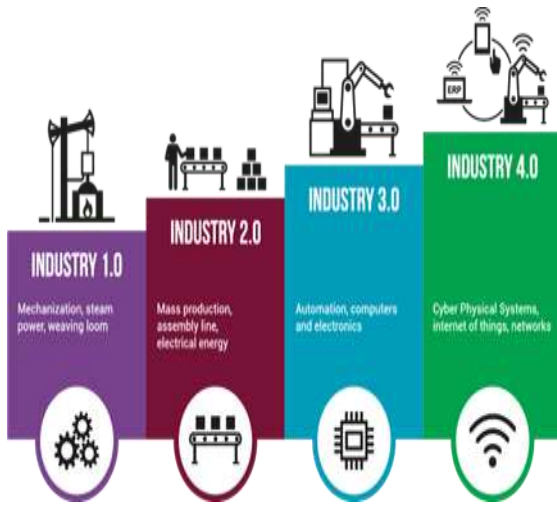 ERP
INDUSTRY 1.0
Mechanization, steam
power, weaving loom
INDUSTRY 2.0
Mass production,
assembly line,
electrical energy
INDUSTRY 3.0
Automation, computers
and electronics
INDUSTRY 4.0
Cyber Physical Systems,
internet of things, networks